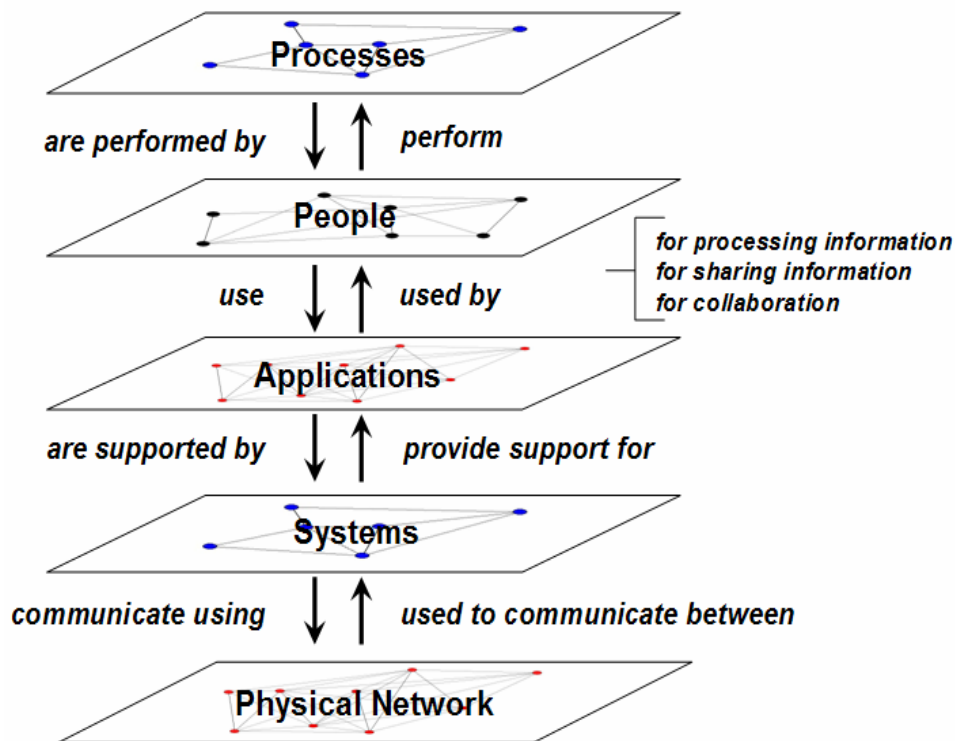 Processes
are performed by
perform
People
for processing information
for sharing information
for collaboration
use
used by
Applications
are supported by
provide support for
Systems
communicate using
used to communicate between
Physical Network